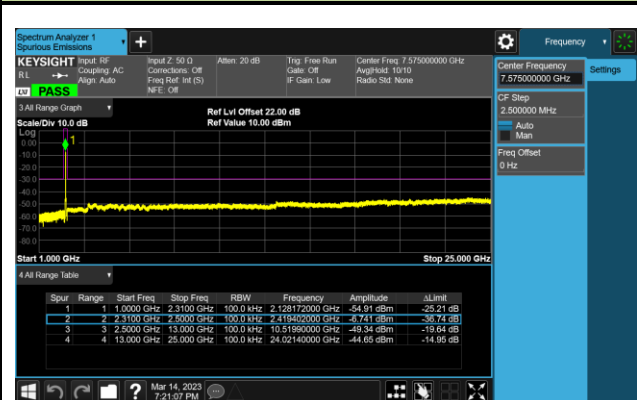 Spectrum Analyzer 1
Spurious Emissions
Frequency
KEYSIGHT
RL
Input: RF
Coupling: AC
Align: Auto
Input Z: 50 Ω
Corrections: Off
Freq Ref: Int (S)
NFE: Off
Atten: 20 dB
Trig: Free Run
Gate: Off
IF Gain: Low
Center Freq: 7.575000000 GHz
Avg|Hold: 10/10
Radio Std: None
LXI PASS
Center Frequency
7.575000000 GHz
Settings
CF Step
2.500000 MHz
Auto
Man
Freq Offset
0 Hz
3 All Range Graph
Scale/Div 10.0 dB
Ref Lvl Offset 22.00 dB
Ref Value 10.00 dBm
Log
0.00
-10.0
-20.0
-30.0
-40.0
-50.0
-60.0
-70.0
-80.0
1
Start 1.000 GHz
Stop 25.000 GHz
4 All Range Table
Spur Range Start Freq Stop Freq RBW Frequency Amplitude ΔLimit
1 1 1.0000 GHz 2.3100 GHz 100.0 kHz 2.128172000 GHz -54.91 dBm -25.21 dB
2 2 2.3100 GHz 2.5000 GHz 100.0 kHz 2.419402000 GHz -6.741 dBm -36.74 dB
3 3 2.5000 GHz 13.000 GHz 100.0 kHz 10.51990000 GHz -49.34 dBm -19.64 dB
4 4 13.000 GHz 25.000 GHz 100.0 kHz 24.02140000 GHz -44.65 dBm -14.95 dB
Mar 14, 2023
7:21:07 PM